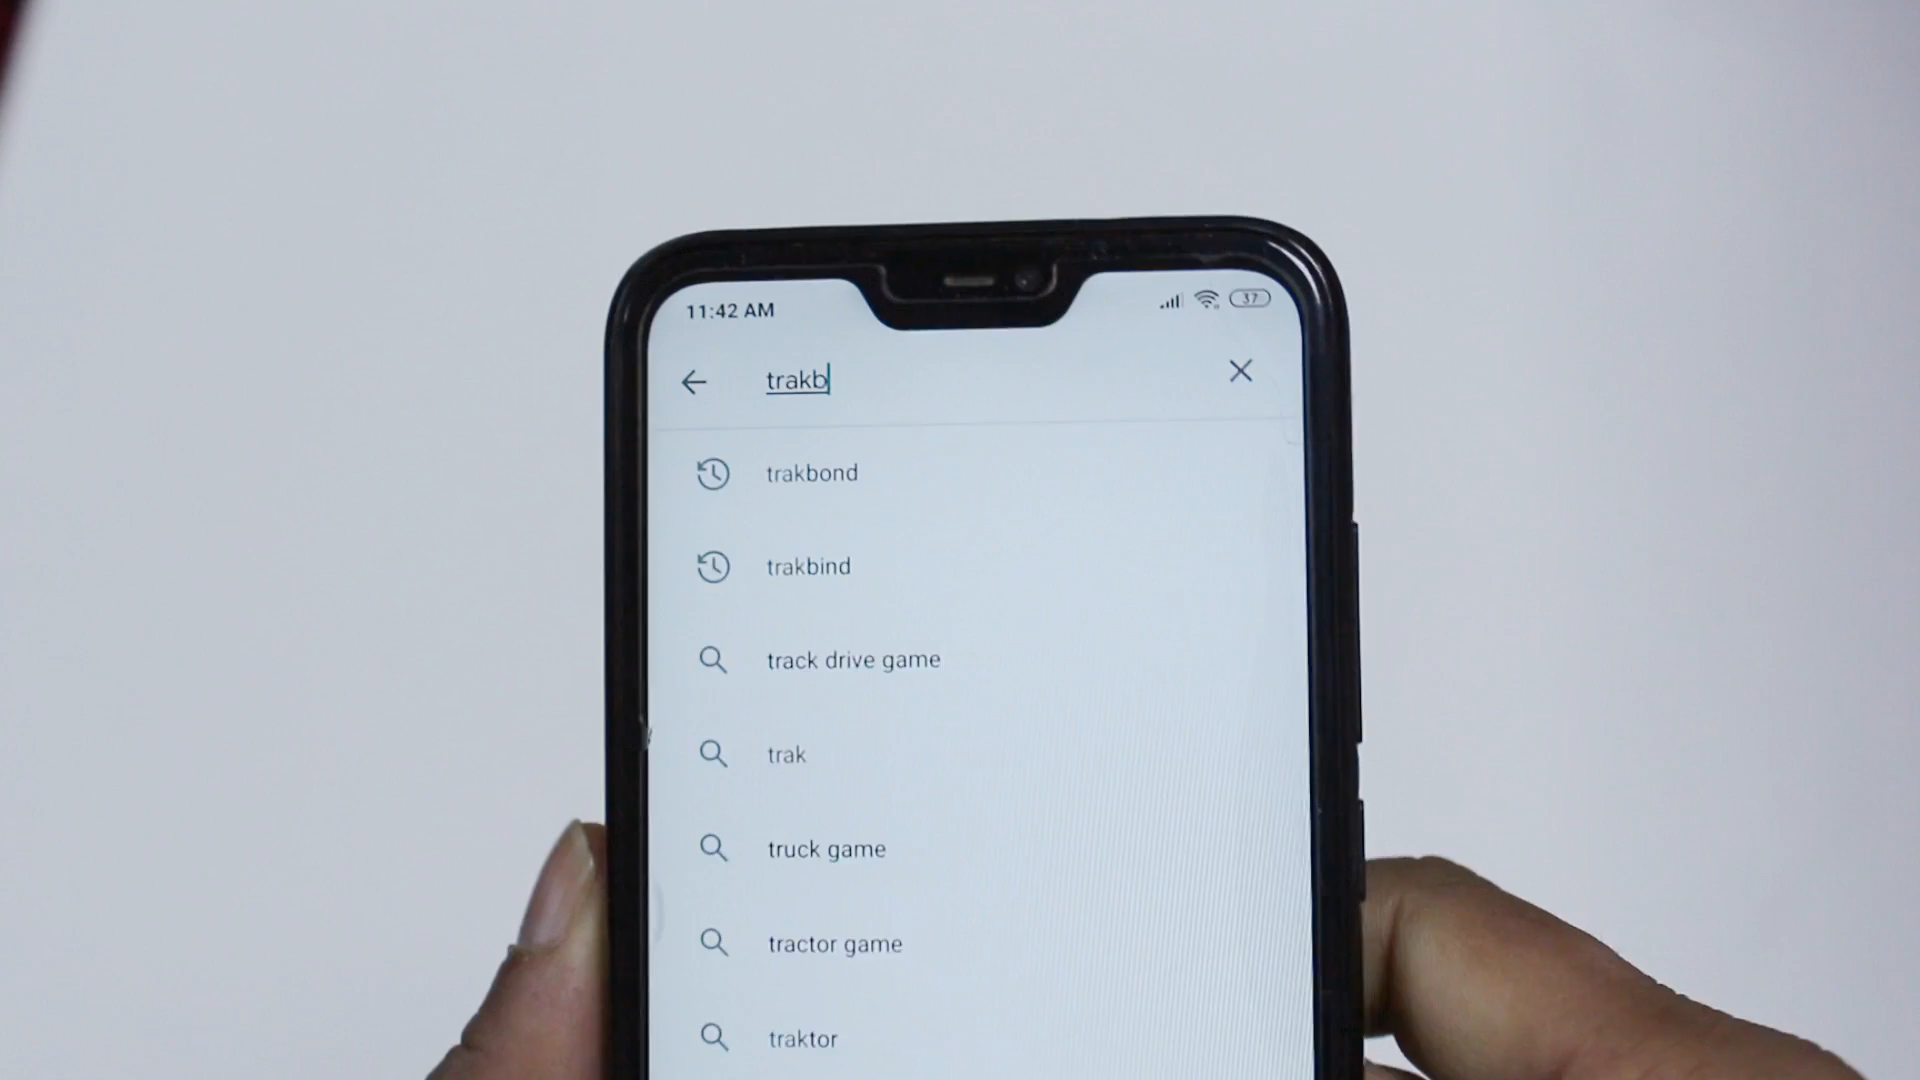 11:42 AM
37
trakb
trakbond
trakbind
track drive game
trak
truck game
tractor game
traktor